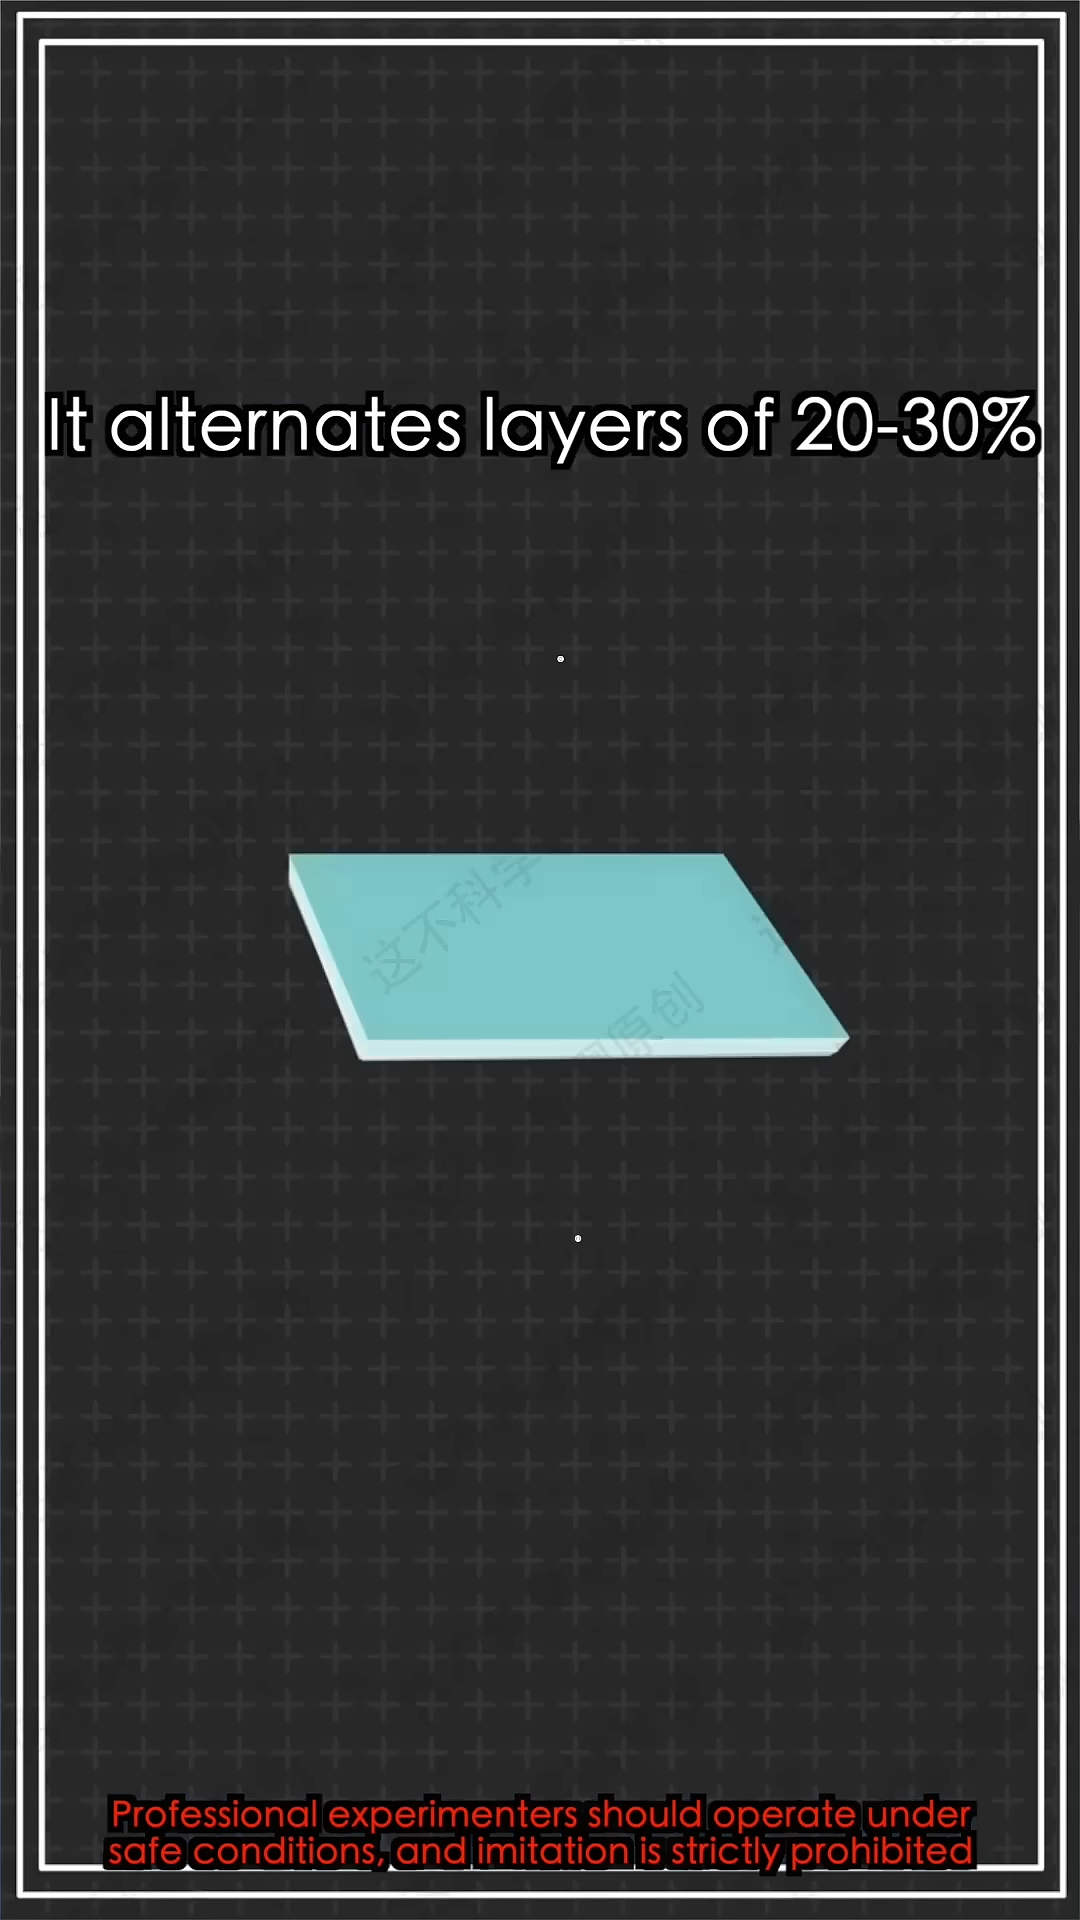 It alternates layers of 20-30%
这不科学
这
原创
Professional experimenters should operate under
safe conditions, and imitation is strictly prohibited